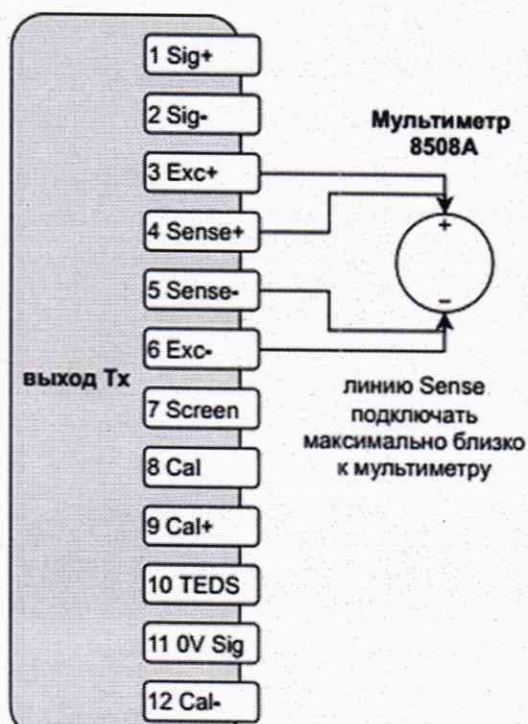 1 Sig+
2 Sig-
3 Exc+
4 Sense+
5 Sense-
6 Exc-
выход Tx
7 Screen
8 Cal
9 Cal+
10 TEDS
11 0V Sig
12 Cal-
Мультиметр
8508A
+
−
линию Sense
подключать
максимально близко
к мультиметру